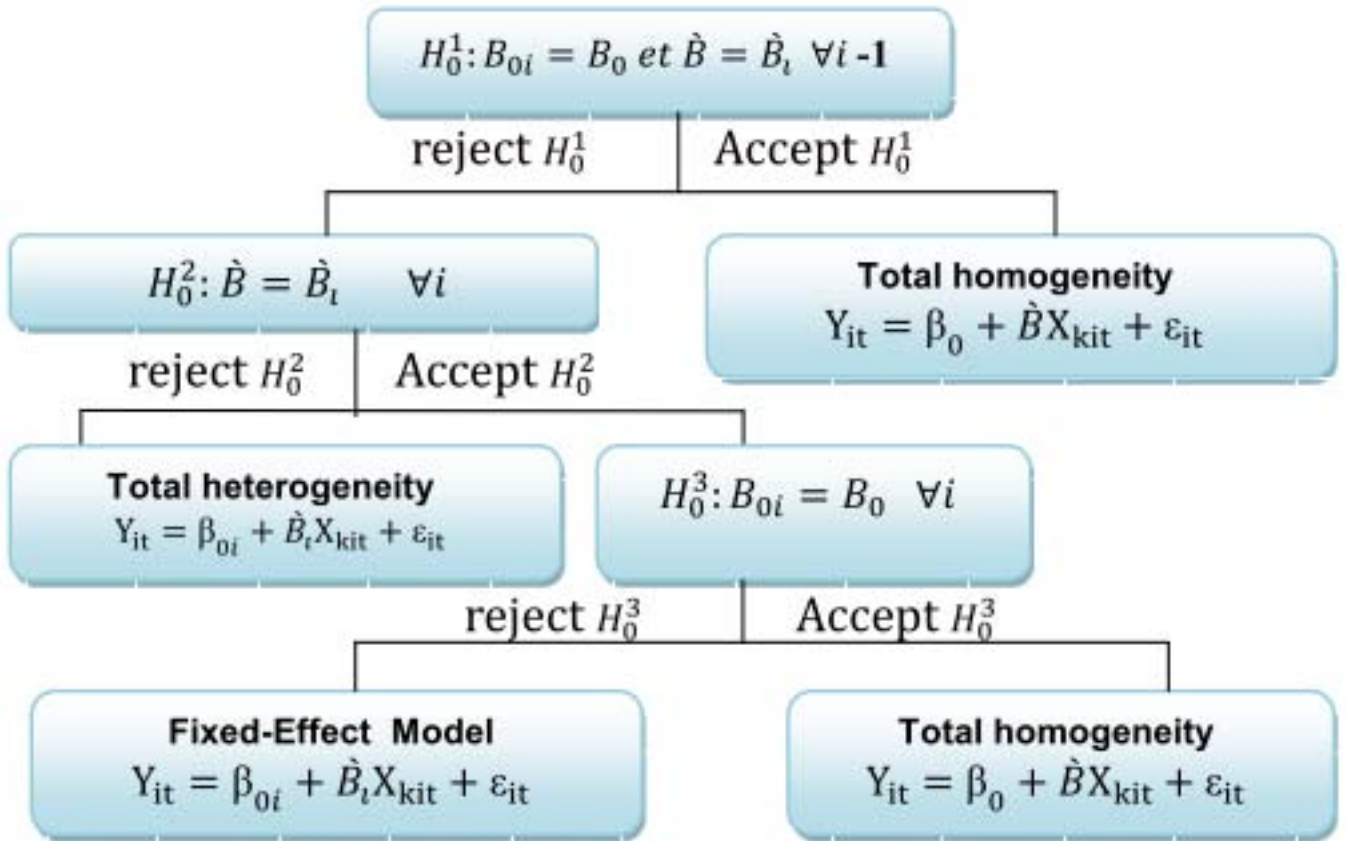 H₀¹: B₀ᵢ = B₀ et B̀ = B̀ᵢ ∀i -1
reject H₀¹ Accept H₀¹
H₀²: B̀ = B̀ᵢ ∀i
Total homogeneity
Yᵢₜ = β₀ + B̀Xₖᵢₜ + εᵢₜ
reject H₀² Accept H₀²
Total heterogeneity
Yᵢₜ = β₀ᵢ + B̀ᵢXₖᵢₜ + εᵢₜ
H₀³: B₀ᵢ = B₀ ∀i
reject H₀³ Accept H₀³
Fixed-Effect Model
Yᵢₜ = β₀ᵢ + B̀ᵢXₖᵢₜ + εᵢₜ
Total homogeneity
Yᵢₜ = β₀ + B̀Xₖᵢₜ + εᵢₜ